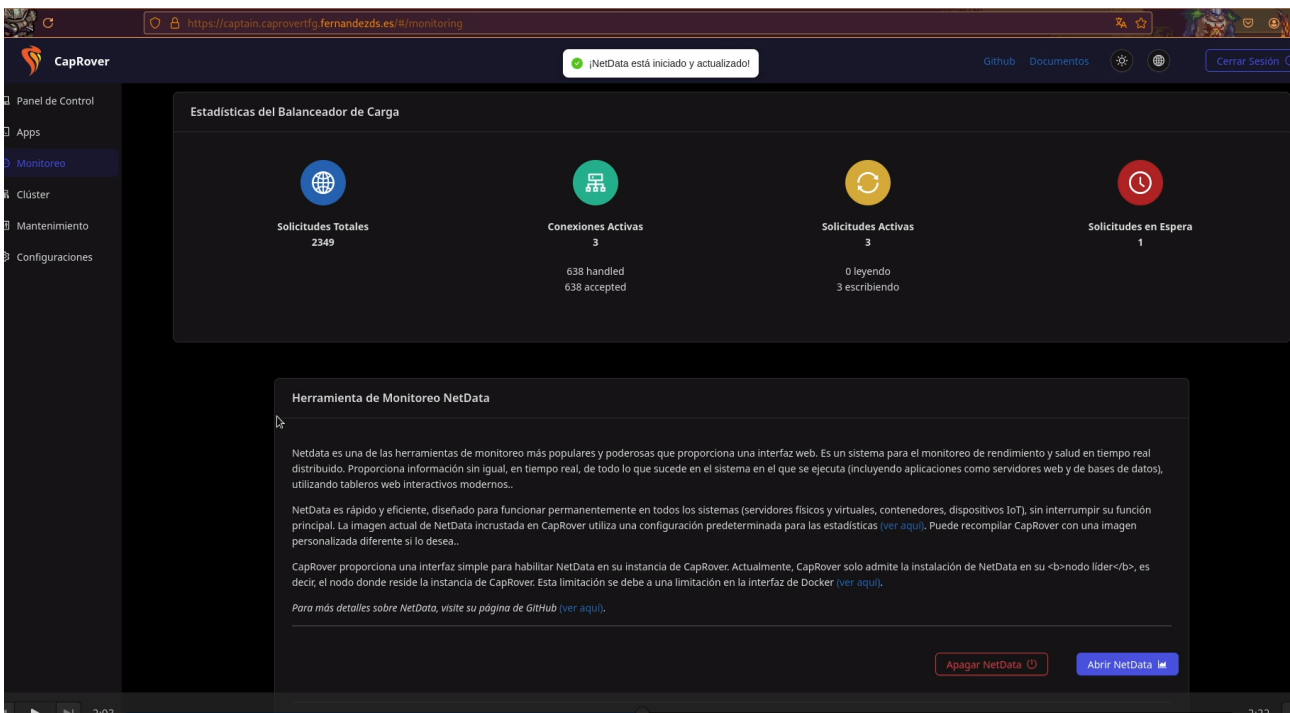 https://captain.caprovertfg.fernandezds.es/#/monitoring
CapRover
¡NetData está iniciado y actualizado!
Github Documentos
Cerrar Sesión
Panel de Control
Apps
Monitoreo
Clúster
Mantenimiento
Configuraciones
Estadísticas del Balanceador de Carga
Solicitudes Totales
2349
Conexiones Activas
3
638 handled
638 accepted
Solicitudes Activas
3
0 leyendo
3 escribiendo
Solicitudes en Espera
1
Herramienta de Monitoreo NetData
Netdata es una de las herramientas de monitoreo más populares y poderosas que proporciona una interfaz web. Es un sistema para el monitoreo de rendimiento y salud en tiempo real
distribuido. Proporciona información sin igual, en tiempo real, de todo lo que sucede en el sistema en el que se ejecuta (incluyendo aplicaciones como servidores web y de bases de datos),
utilizando tableros web interactivos modernos..
NetData es rápido y eficiente, diseñado para funcionar permanentemente en todos los sistemas (servidores físicos y virtuales, contenedores, dispositivos IoT), sin interrumpir su función
principal. La imagen actual de NetData incrustada en CapRover utiliza una configuración predeterminada para las estadísticas (ver aquí). Puede recompilar CapRover con una imagen
personalizada diferente si lo desea..
CapRover proporciona una interfaz simple para habilitar NetData en su instancia de CapRover. Actualmente, CapRover solo admite la instalación de NetData en su <b>nodo líder</b>, es
decir, el nodo donde reside la instancia de CapRover. Esta limitación se debe a una limitación en la interfaz de Docker (ver aquí).
Para más detalles sobre NetData, visite su página de GitHub (ver aquí).
Apagar NetData
Abrir NetData